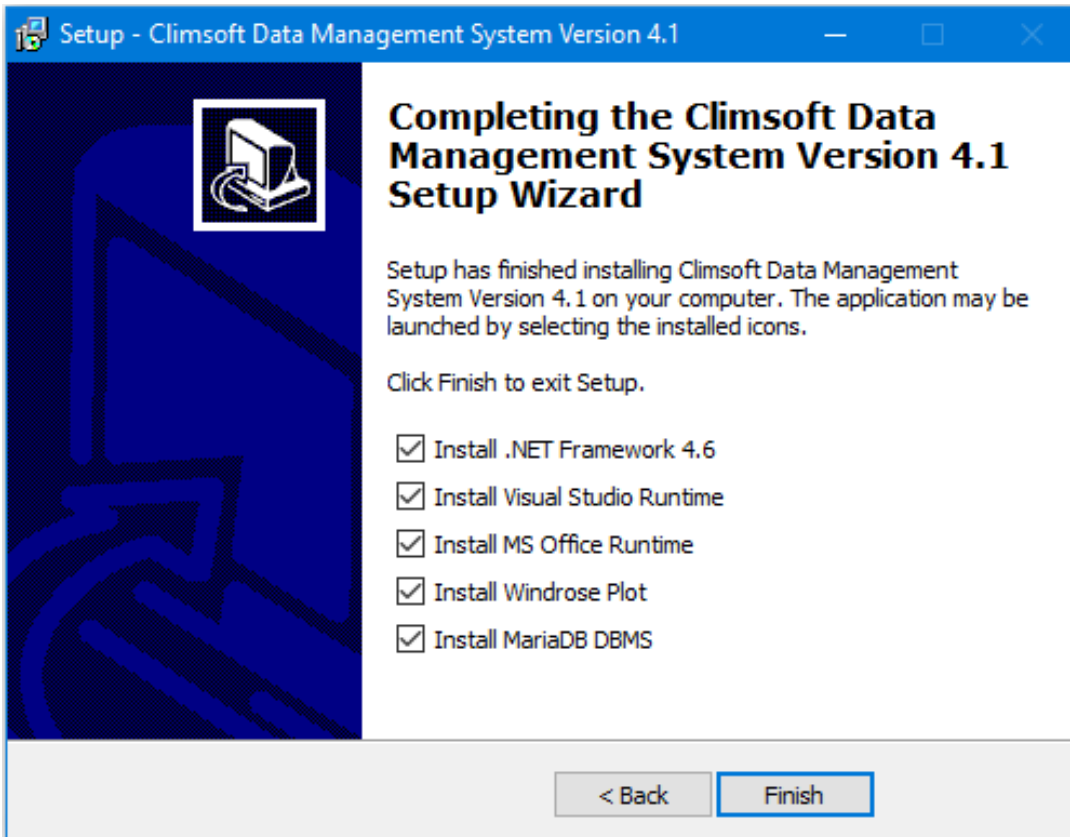 Setup - Climsoft Data Management System Version 4.1
Completing the Climsoft Data
Management System Version 4.1
Setup Wizard
Setup has finished installing Climsoft Data Management
System Version 4.1 on your computer. The application may be
launched by selecting the installed icons.
Click Finish to exit Setup.
Install .NET Framework 4.6
Install Visual Studio Runtime
Install MS Office Runtime
Install Windrose Plot
Install MariaDB DBMS
< Back
Finish